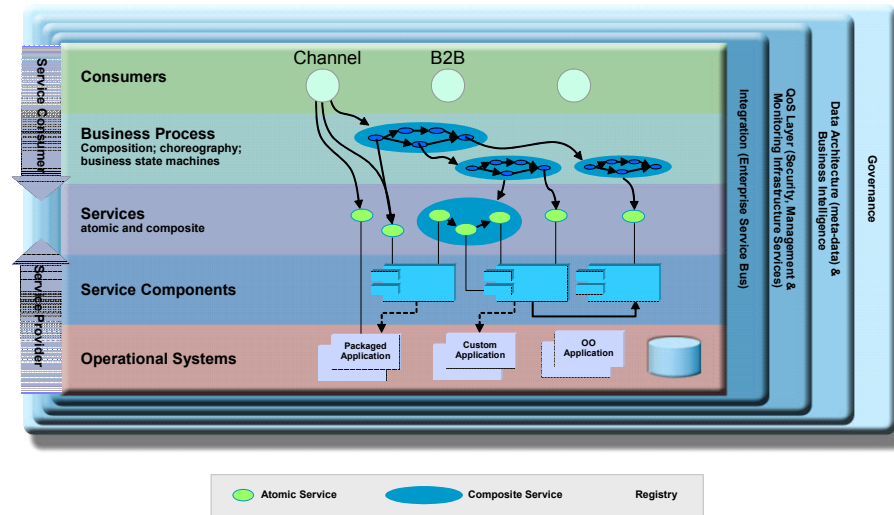 Channel
B2B
Consumers
Business Process
Composition; choreography;
business state machines
Services
atomic and composite
Service Components
Operational Systems
Packaged
Application
Custom
Application
OO
Application
Service Consumer
Service Provider
Integration (Enterprise Service Bus)
QoS Layer (Security, Management &
Monitoring Infrastructure Services)
Data Architecture (meta-data) &
Business Intelligence
Governance
Atomic Service
Composite Service
Registry